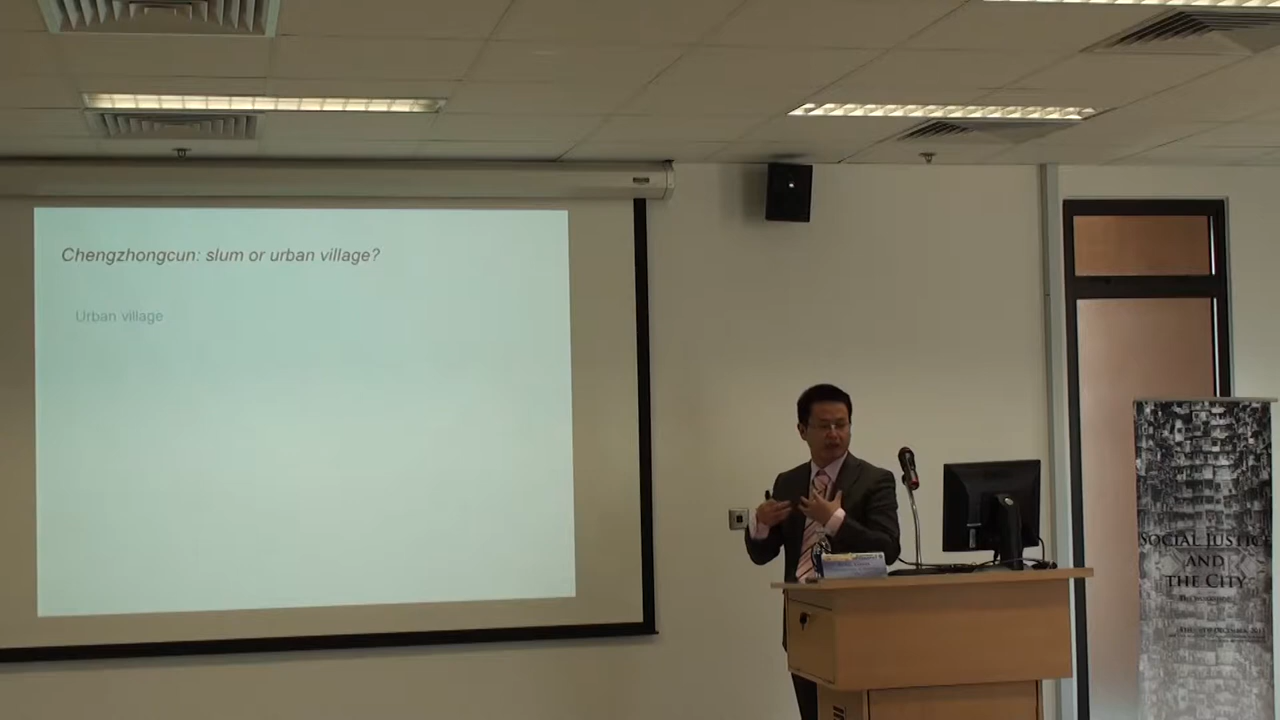 Chengzhongcun: slum or urban village?
Urban village
SOCIAL JUSTICE
AND
THE CITY